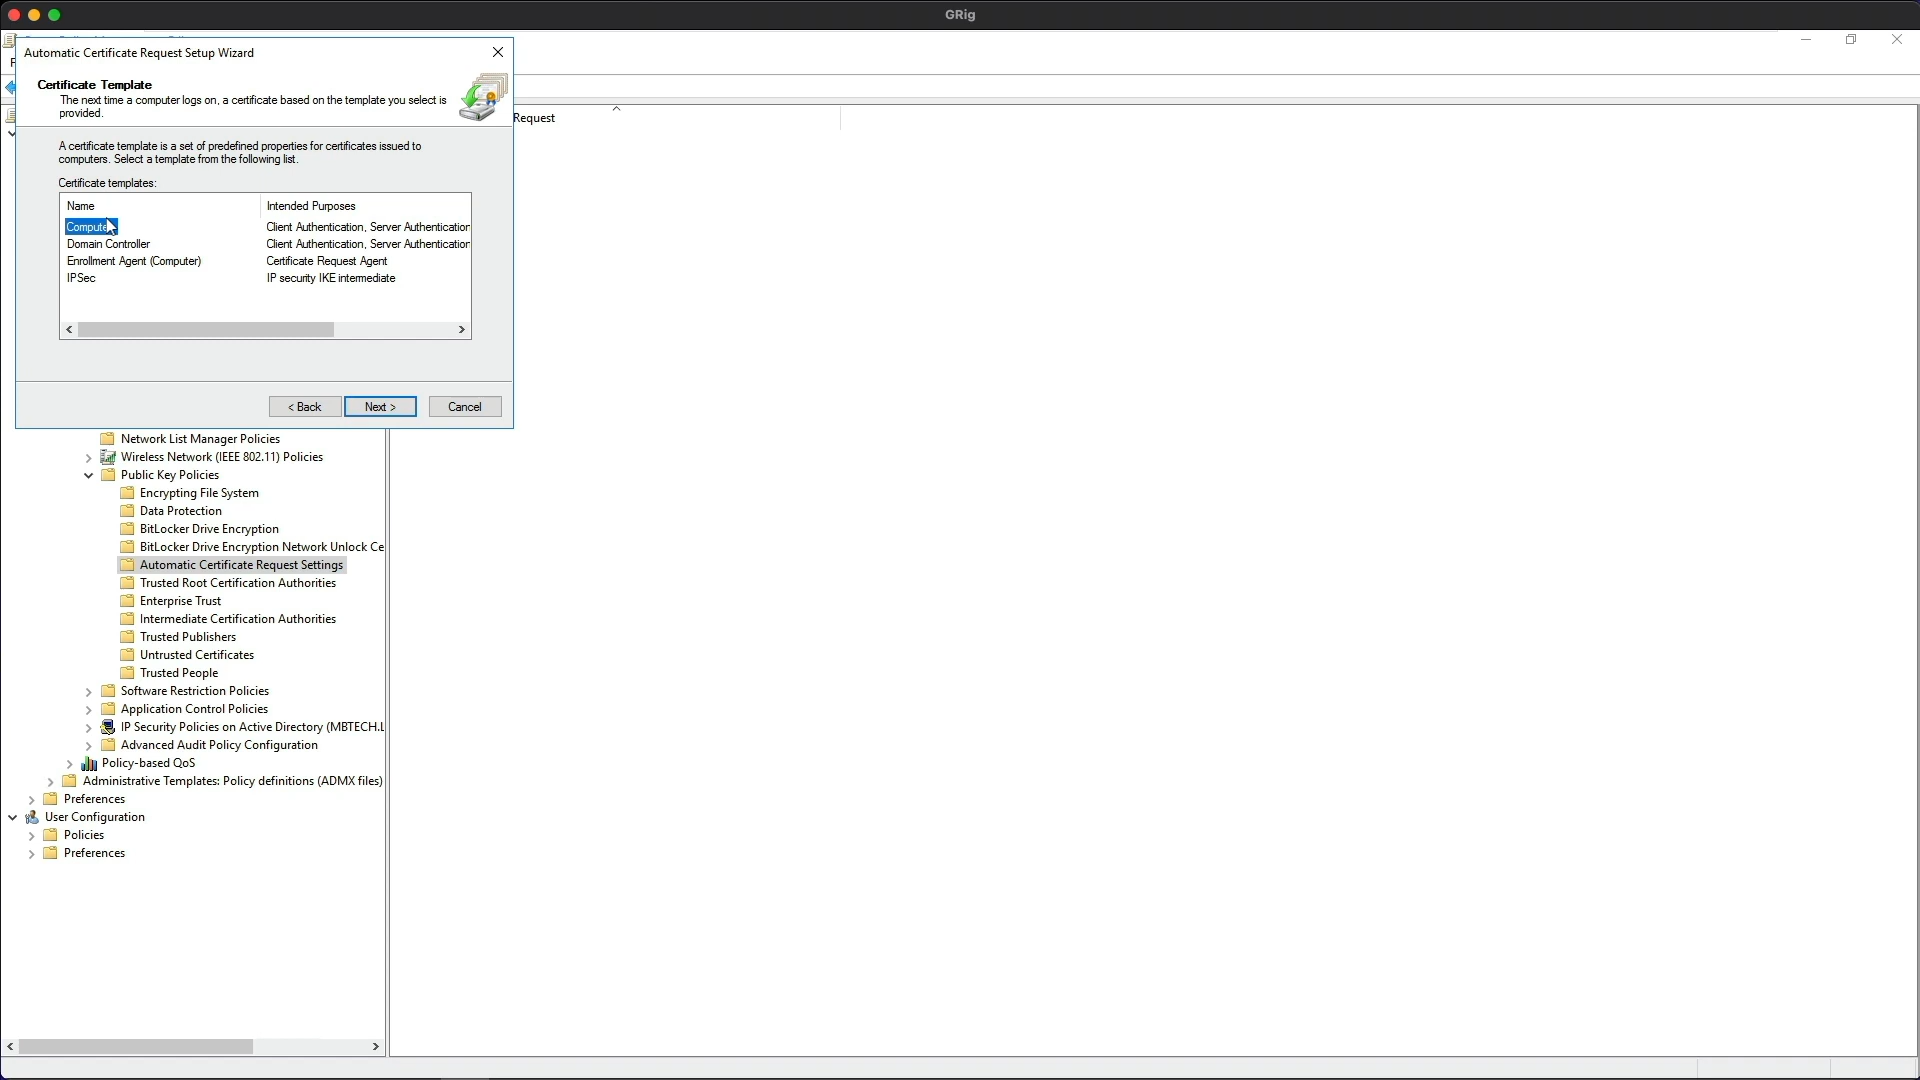 GRig
Automatic Certificate Request Setup Wizard
Certificate Template
The next time a computer logs on, a certificate based on the template you select is
provided.
Request
A certificate template is a set of predefined properties for certificates issued to
computers. Select a template from the following list.
Certificate templates:
Name Intended Purposes
Compute Client Authentication, Server Authentication
Domain Controller Client Authentication, Server Authentication
Enrollment Agent (Computer) Certificate Request Agent
IPSec IP security IKE intermediate
< Back Next > Cancel
Network List Manager Policies
Wireless Network (IEEE 802.11) Policies
Public Key Policies
Encrypting File System
Data Protection
BitLocker Drive Encryption
BitLocker Drive Encryption Network Unlock Ce
Automatic Certificate Request Settings
Trusted Root Certification Authorities
Enterprise Trust
Intermediate Certification Authorities
Trusted Publishers
Untrusted Certificates
Trusted People
Software Restriction Policies
Application Control Policies
IP Security Policies on Active Directory (MBTECH.L
Advanced Audit Policy Configuration
Policy-based QoS
Administrative Templates: Policy definitions (ADMX files)
Preferences
User Configuration
Policies
Preferences